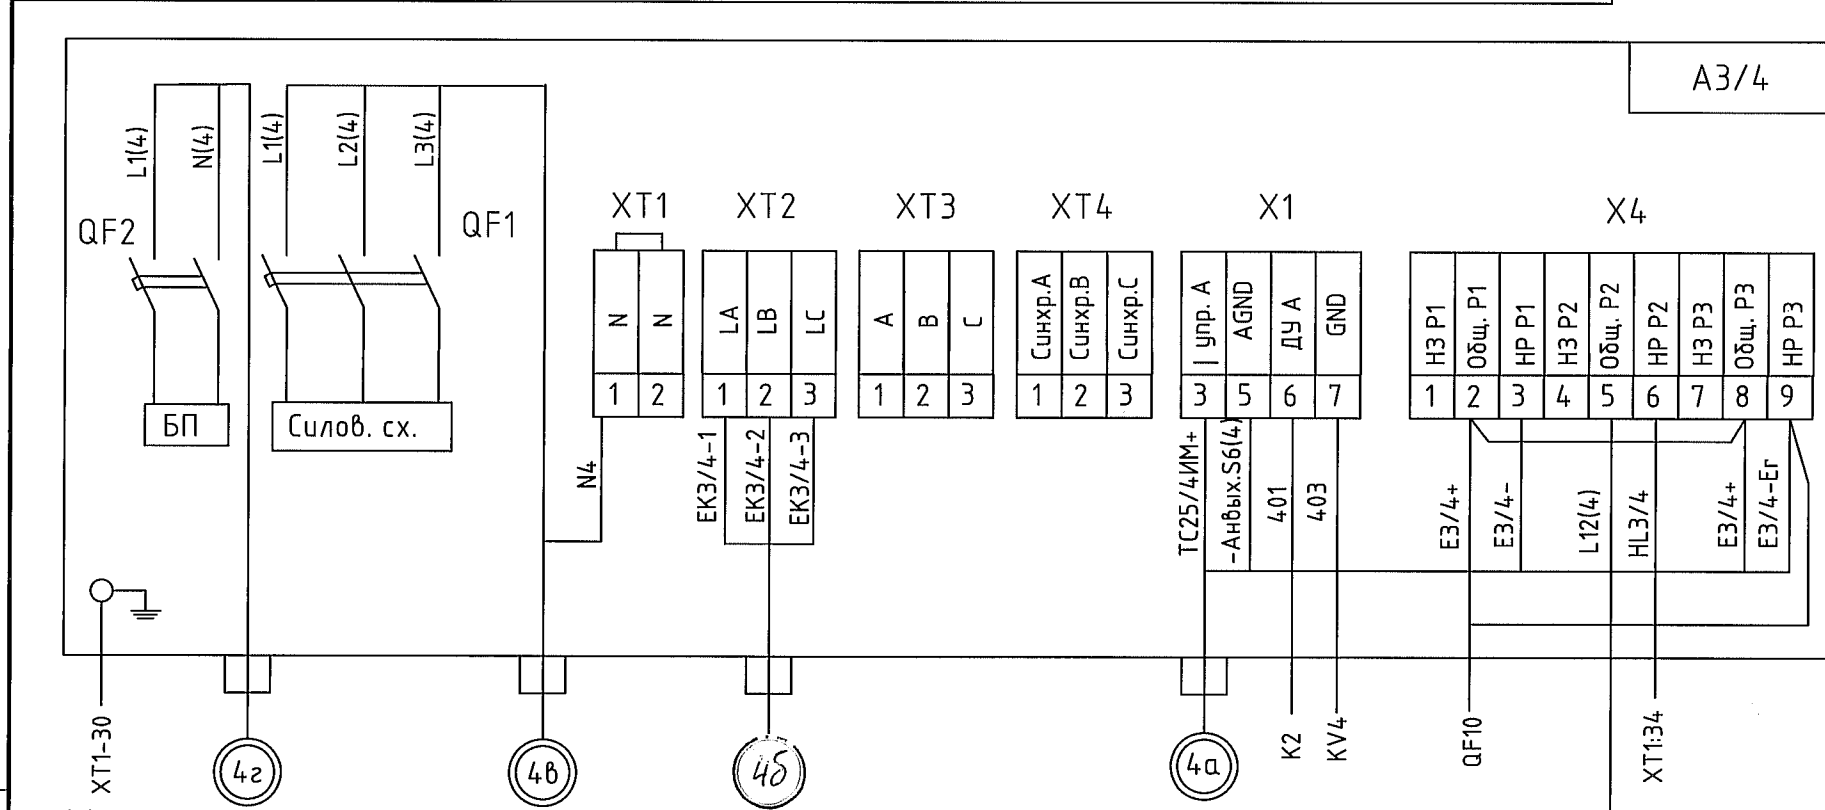 А3/4
L1(4)
N(4)
L1(4)
L2(4)
L3(4)
QF2
QF1
БП
Силов. сх.
XT1
N
N
1
2
XT2
LA
LB
LC
1
2
3
XT3
A
B
C
1
2
3
XT4
Синхр.А
Синхр.В
Синхр.С
1
2
3
X1
| упр. А
AGND
ДУ А
GND
3
5
6
7
X4
НЗ Р1
Общ. Р1
НР Р1
НЗ Р2
Общ. Р2
НР Р2
НЗ Р3
Общ. Р3
НР Р3
1
2
3
4
5
6
7
8
9
N4
ЕК3/4-1
ЕК3/4-2
ЕК3/4-3
ТС25/4ИМ+
-Анвых.S6(4)
401
403
Е3/4+
Е3/4-
L12(4)
HL3/4
Е3/4+
Е3/4-Ег
XT1-30
4г
4в
4б
4а
K2
KV4
QF10
XT1:34